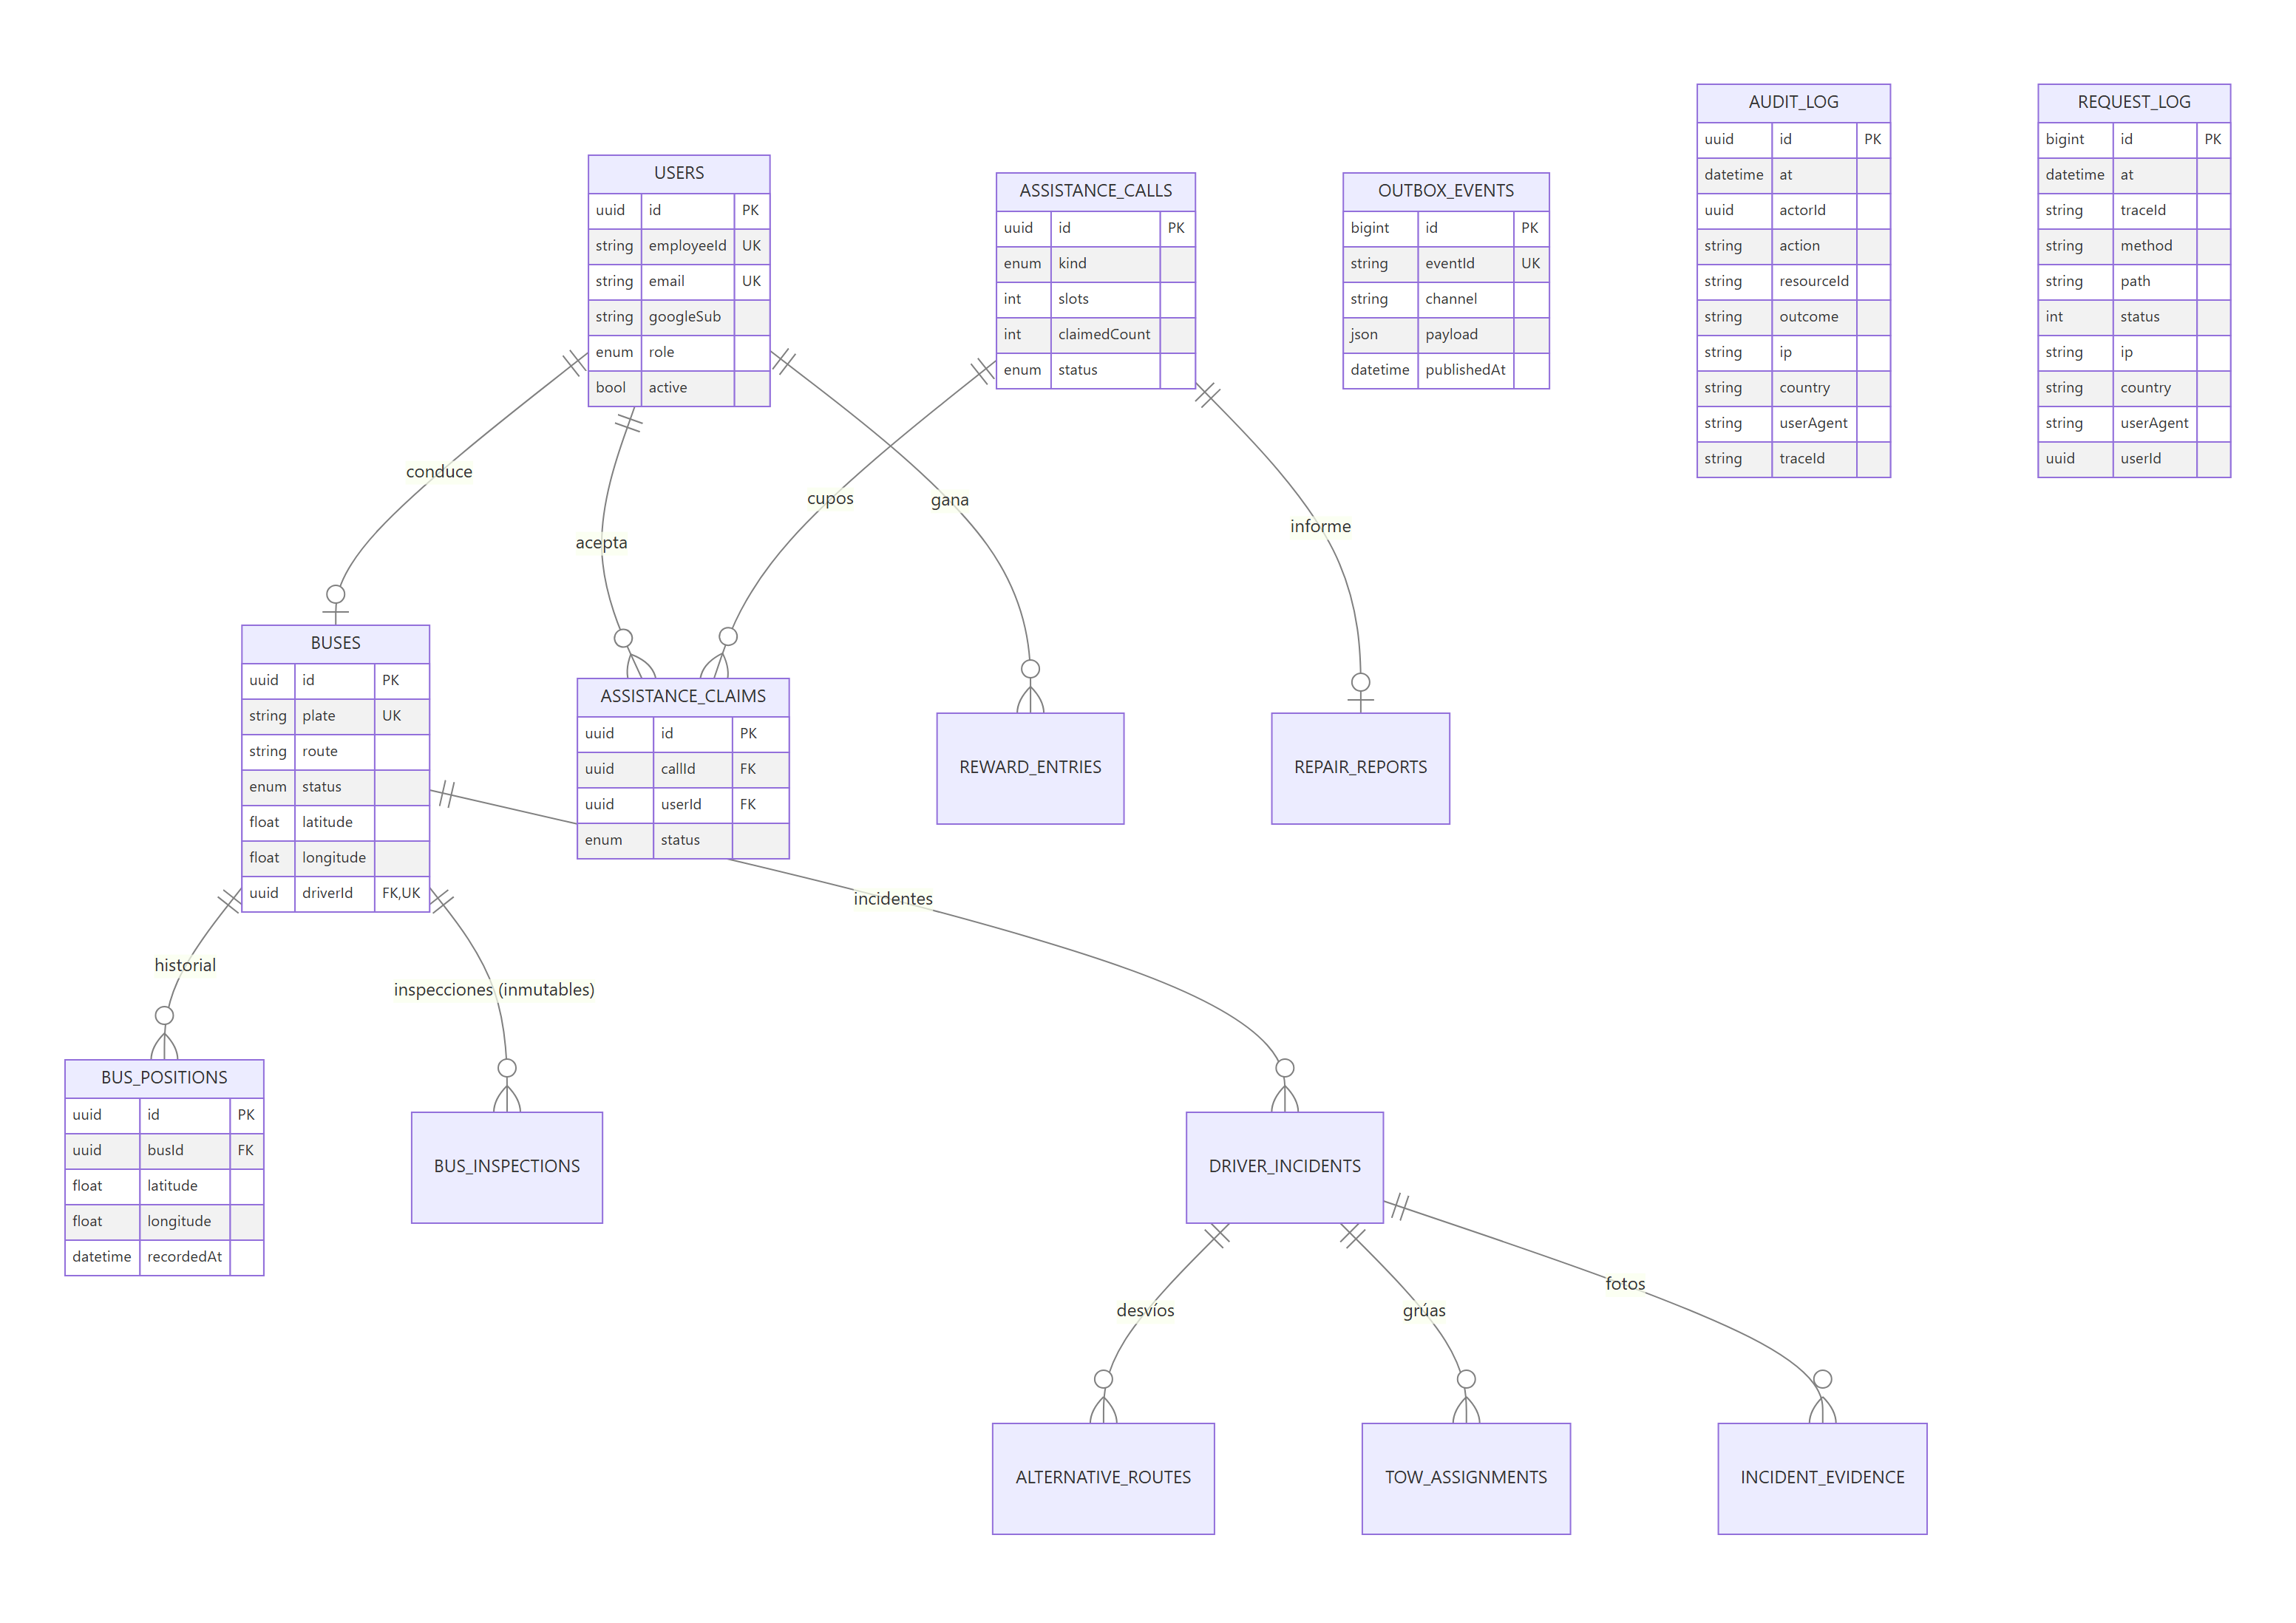 USERS
uuid id PK
string employeeId UK
string email UK
string googleSub
enum role
bool active
ASSISTANCE_CALLS
uuid id PK
enum kind
int slots
int claimedCount
enum status
OUTBOX_EVENTS
bigint id PK
string eventId UK
string channel
json payload
datetime publishedAt
AUDIT_LOG
uuid id PK
datetime at
uuid actorId
string action
string resourceId
string outcome
string ip
string country
string userAgent
string traceId
REQUEST_LOG
bigint id PK
datetime at
string traceId
string method
string path
int status
string ip
string country
string userAgent
uuid userId
conduce
acepta
cupos
gana
informe
BUSES
uuid id PK
string plate UK
string route
enum status
float latitude
float longitude
uuid driverId FK,UK
ASSISTANCE_CLAIMS
uuid id PK
uuid callId FK
uuid userId FK
enum status
REWARD_ENTRIES
REPAIR_REPORTS
historial
inspecciones (inmutables)
incidentes
BUS_POSITIONS
uuid id PK
uuid busId FK
float latitude
float longitude
datetime recordedAt
BUS_INSPECTIONS
DRIVER_INCIDENTS
desvíos
grúas
fotos
ALTERNATIVE_ROUTES
TOW_ASSIGNMENTS
INCIDENT_EVIDENCE